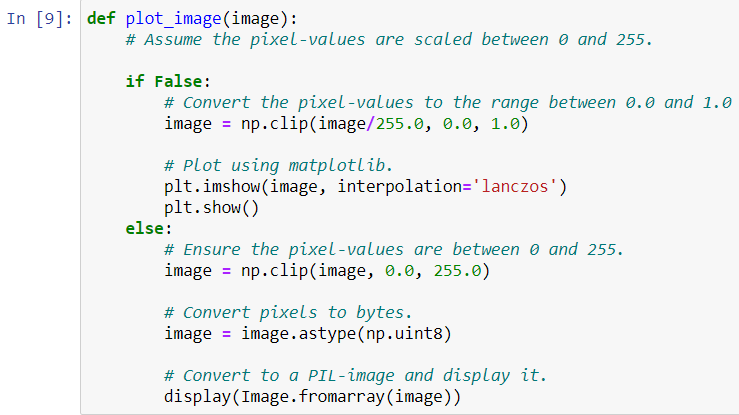 In [9]: def plot_image(image):
    # Assume the pixel-values are scaled between 0 and 255.
    if False:
        # Convert the pixel-values to the range between 0.0 and 1.0
        image = np.clip(image/255.0, 0.0, 1.0)
        # Plot using matplotlib.
        plt.imshow(image, interpolation='lanczos')
        plt.show()
    else:
        # Ensure the pixel-values are between 0 and 255.
        image = np.clip(image, 0.0, 255.0)
        # Convert pixels to bytes.
        image = image.astype(np.uint8)
        # Convert to a PIL-image and display it.
        display(Image.fromarray(image))